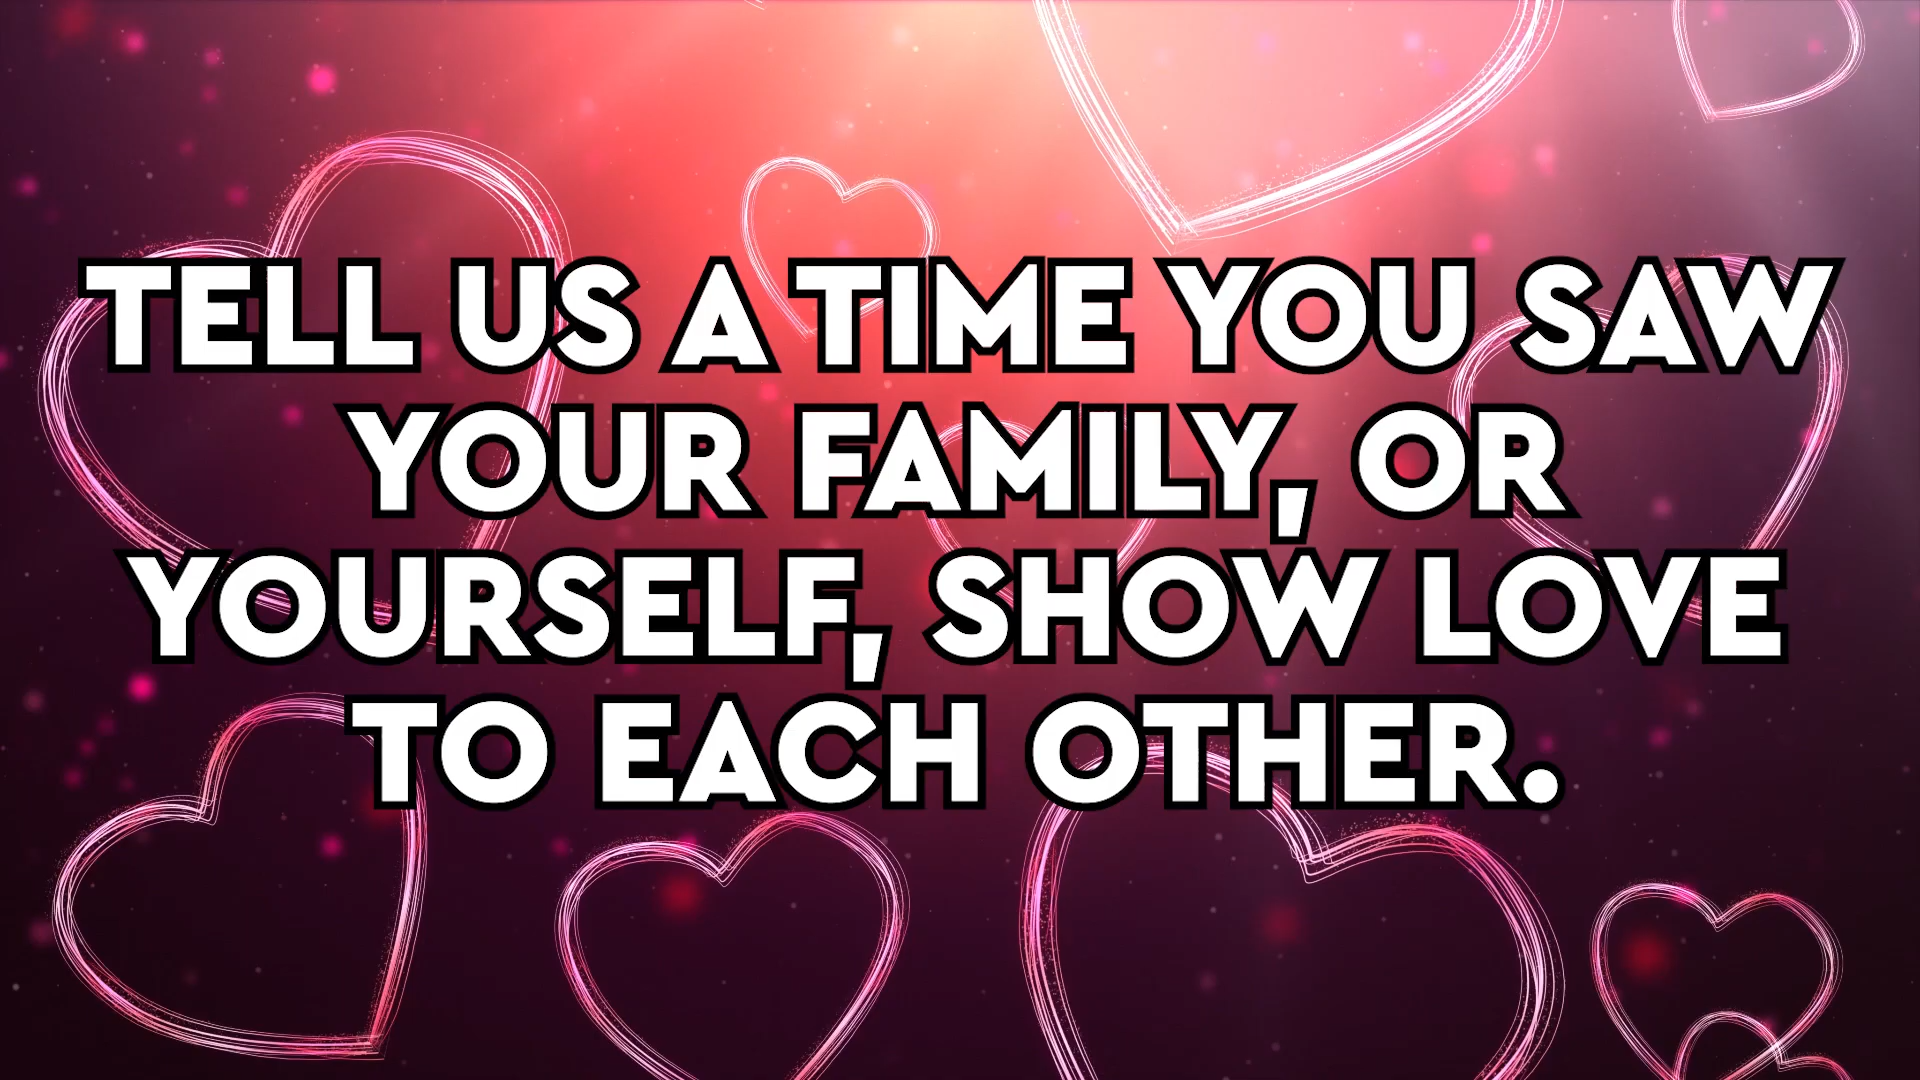 TELL US A TIME YOU SAW
YOUR FAMILY, OR
YOURSELF, SHOW LOVE
TO EACH OTHER.